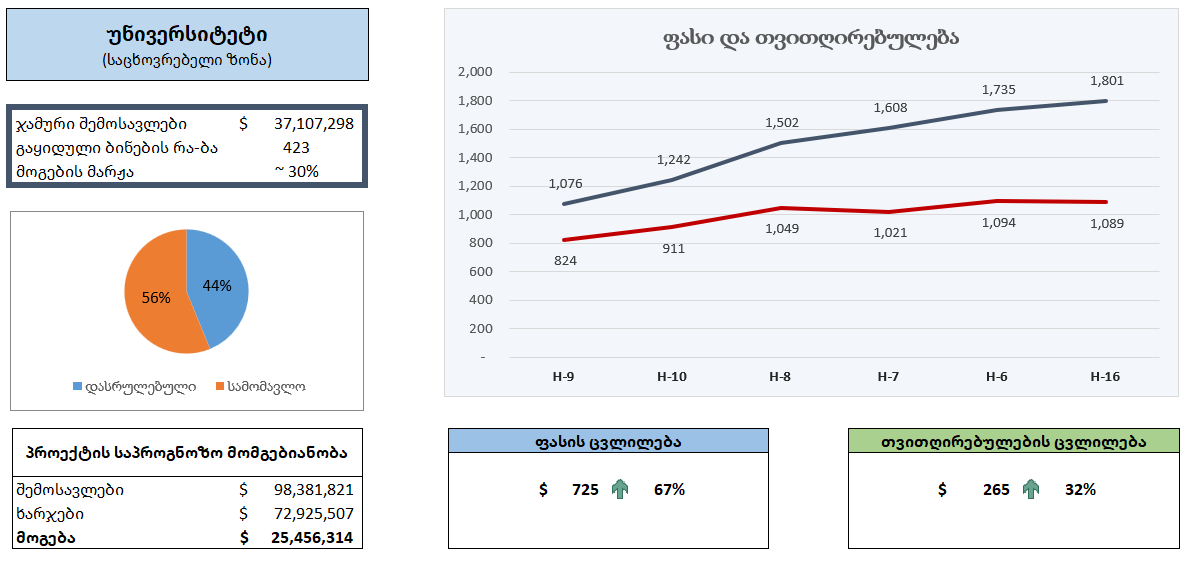 უნივერსიტეტი
(საცხოვრებელი ზონა)
ჯამური შემოსავლები $ 37,107,298
გაყიდული ბინების რა-ბა 423
მოგების მარჟა ~ 30%
44%
56%
დასრულებული სამომავლო
პროექტის საპროგნოზო მომგებიანობა
შემოსავლები $ 98,381,821
ხარჯები $ 72,925,507
მოგება $ 25,456,314
ფასი და თვითღირებულება
2,000
1,800
1,600
1,400
1,200
1,000
800
600
400
200
-
1,076 1,242 1,502 1,608 1,735 1,801
824 911 1,049 1,021 1,094 1,089
H-9 H-10 H-8 H-7 H-6 H-16
ფასის ცვლილება
$ 725 67%
თვითღირებულების ცვლილება
$ 265 32%